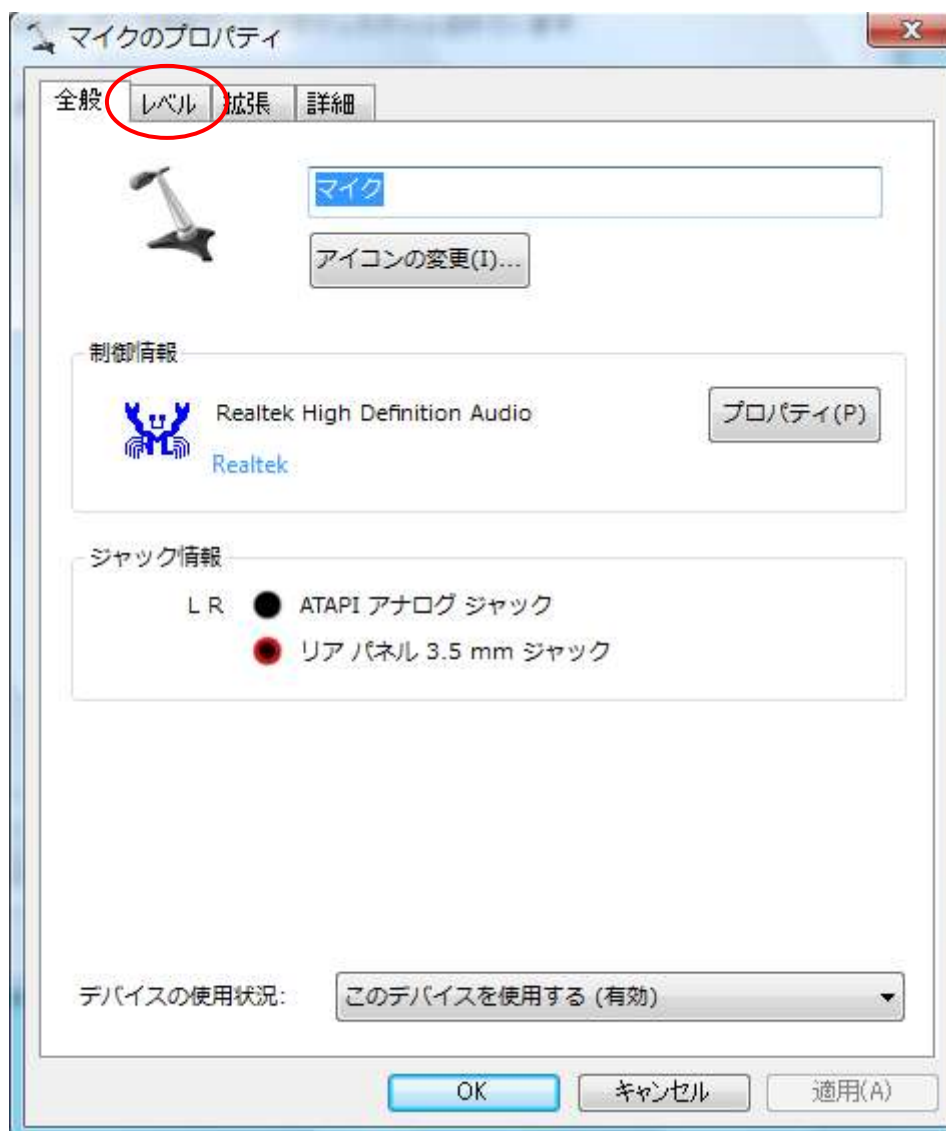 マイクのプロパティ
全般 レベル 拡張 詳細
マイク
アイコンの変更(I)...
制御情報
Realtek High Definition Audio
プロパティ(P)
Realtek
ジャック情報
L R ATAPI アナログ ジャック
リア パネル 3.5 mm ジャック
デバイスの使用状況: このデバイスを使用する (有効)
OK キャンセル 適用(A)